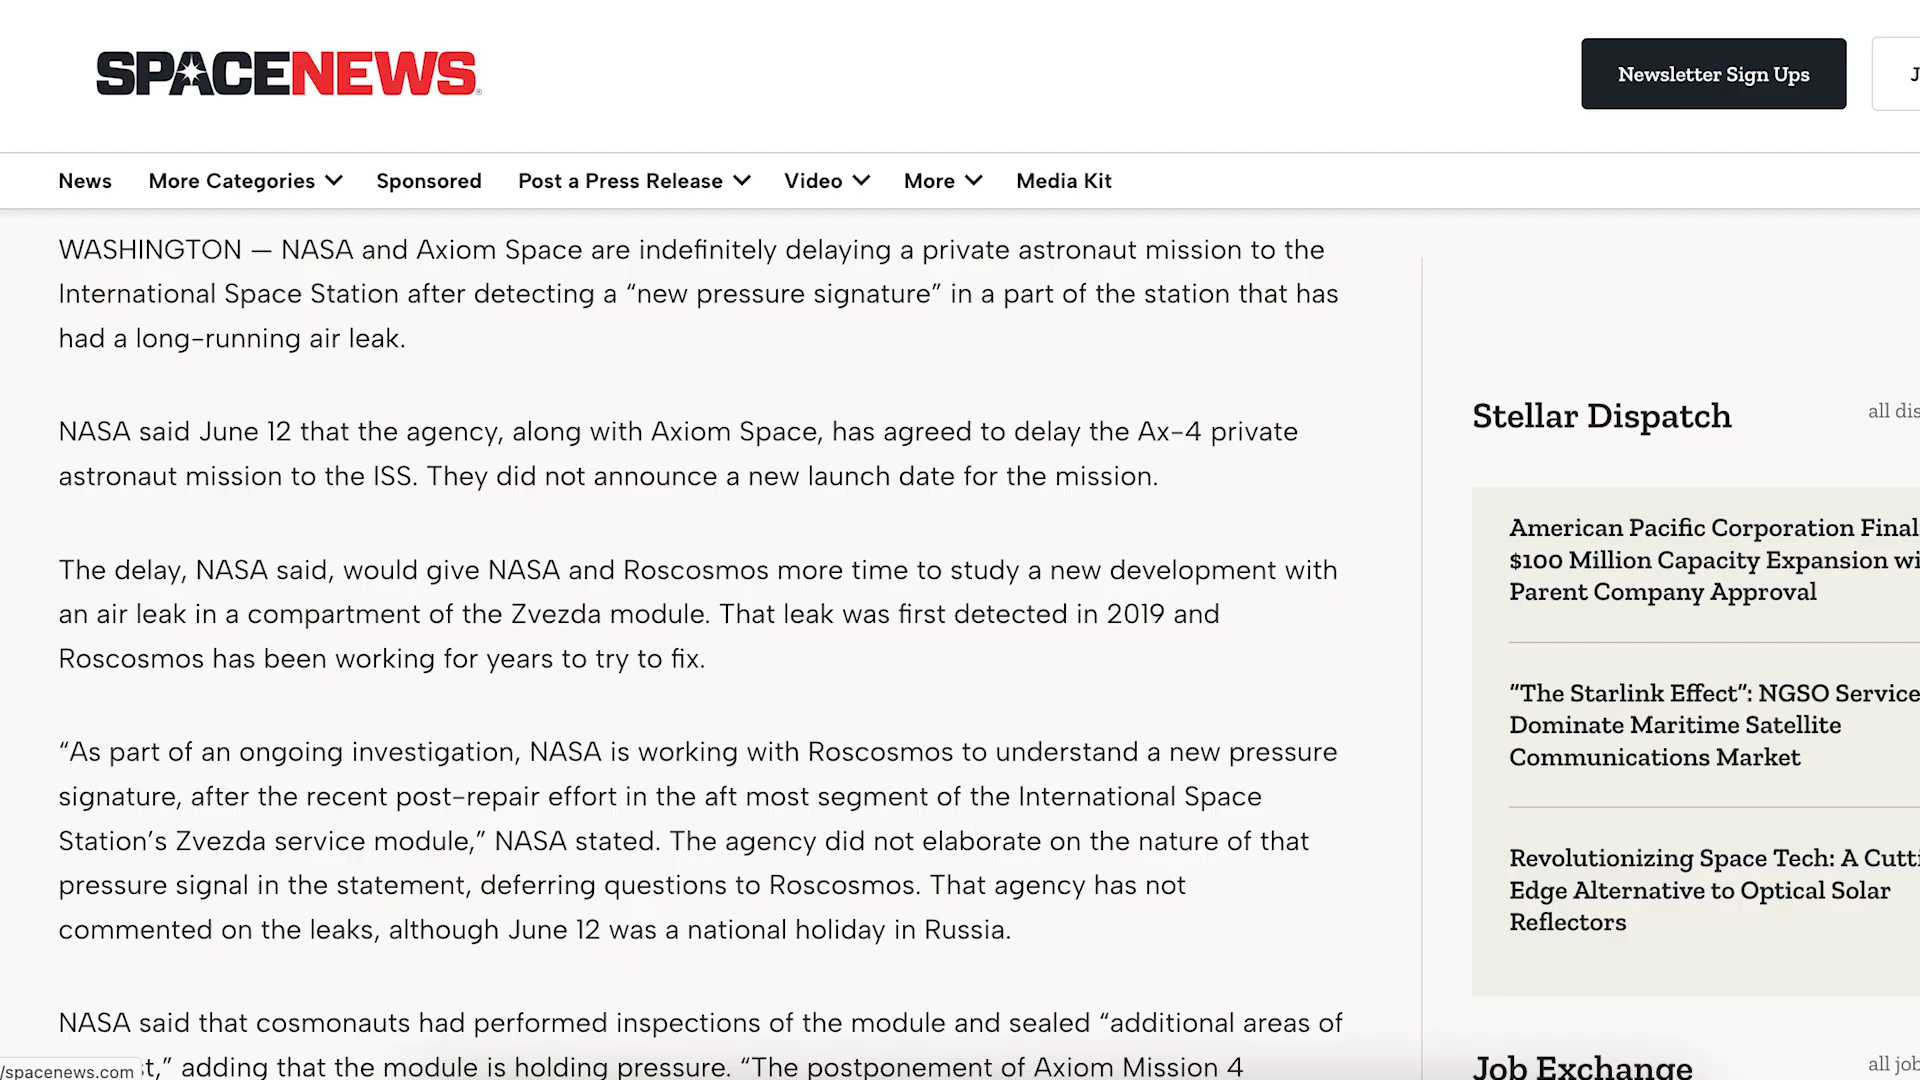 SPACENEWS
Newsletter Sign Ups
News More Categories Sponsored Post a Press Release Video More Media Kit
WASHINGTON — NASA and Axiom Space are indefinitely delaying a private astronaut mission to the
International Space Station after detecting a “new pressure signature” in a part of the station that has
had a long-running air leak.
NASA said June 12 that the agency, along with Axiom Space, has agreed to delay the Ax-4 private
astronaut mission to the ISS. They did not announce a new launch date for the mission.
The delay, NASA said, would give NASA and Roscosmos more time to study a new development with
an air leak in a compartment of the Zvezda module. That leak was first detected in 2019 and
Roscosmos has been working for years to try to fix.
“As part of an ongoing investigation, NASA is working with Roscosmos to understand a new pressure
signature, after the recent post-repair effort in the aft most segment of the International Space
Station’s Zvezda service module,” NASA stated. The agency did not elaborate on the nature of that
pressure signal in the statement, deferring questions to Roscosmos. That agency has not
commented on the leaks, although June 12 was a national holiday in Russia.
NASA said that cosmonauts had performed inspections of the module and sealed “additional areas of
t,” adding that the module is holding pressure. “The postponement of Axiom Mission 4
/spacenews.com
Stellar Dispatch
all dis
American Pacific Corporation Final
$100 Million Capacity Expansion wi
Parent Company Approval
“The Starlink Effect”: NGSO Service
Dominate Maritime Satellite
Communications Market
Revolutionizing Space Tech: A Cutti
Edge Alternative to Optical Solar
Reflectors
Job Exchange
all job